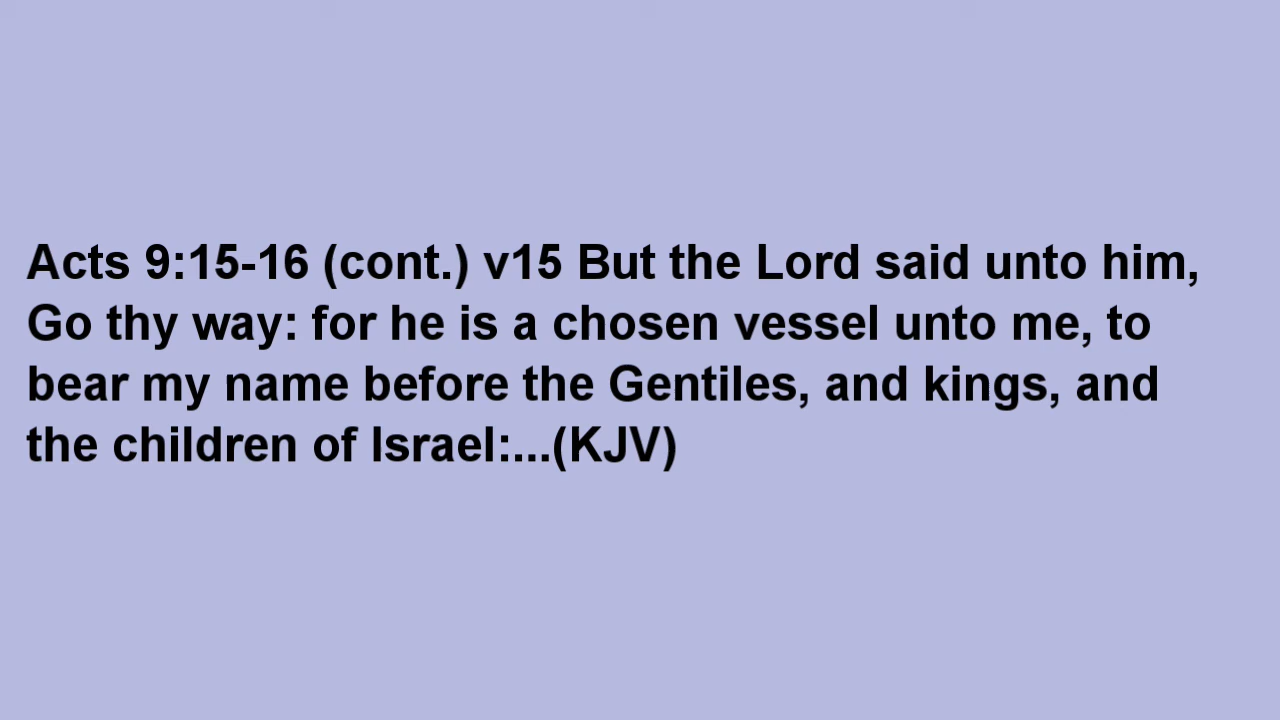 Acts 9:15-16 (cont.) v15 But the Lord said unto him,
Go thy way: for he is a chosen vessel unto me, to
bear my name before the Gentiles, and kings, and
the children of Israel:...(KJV)